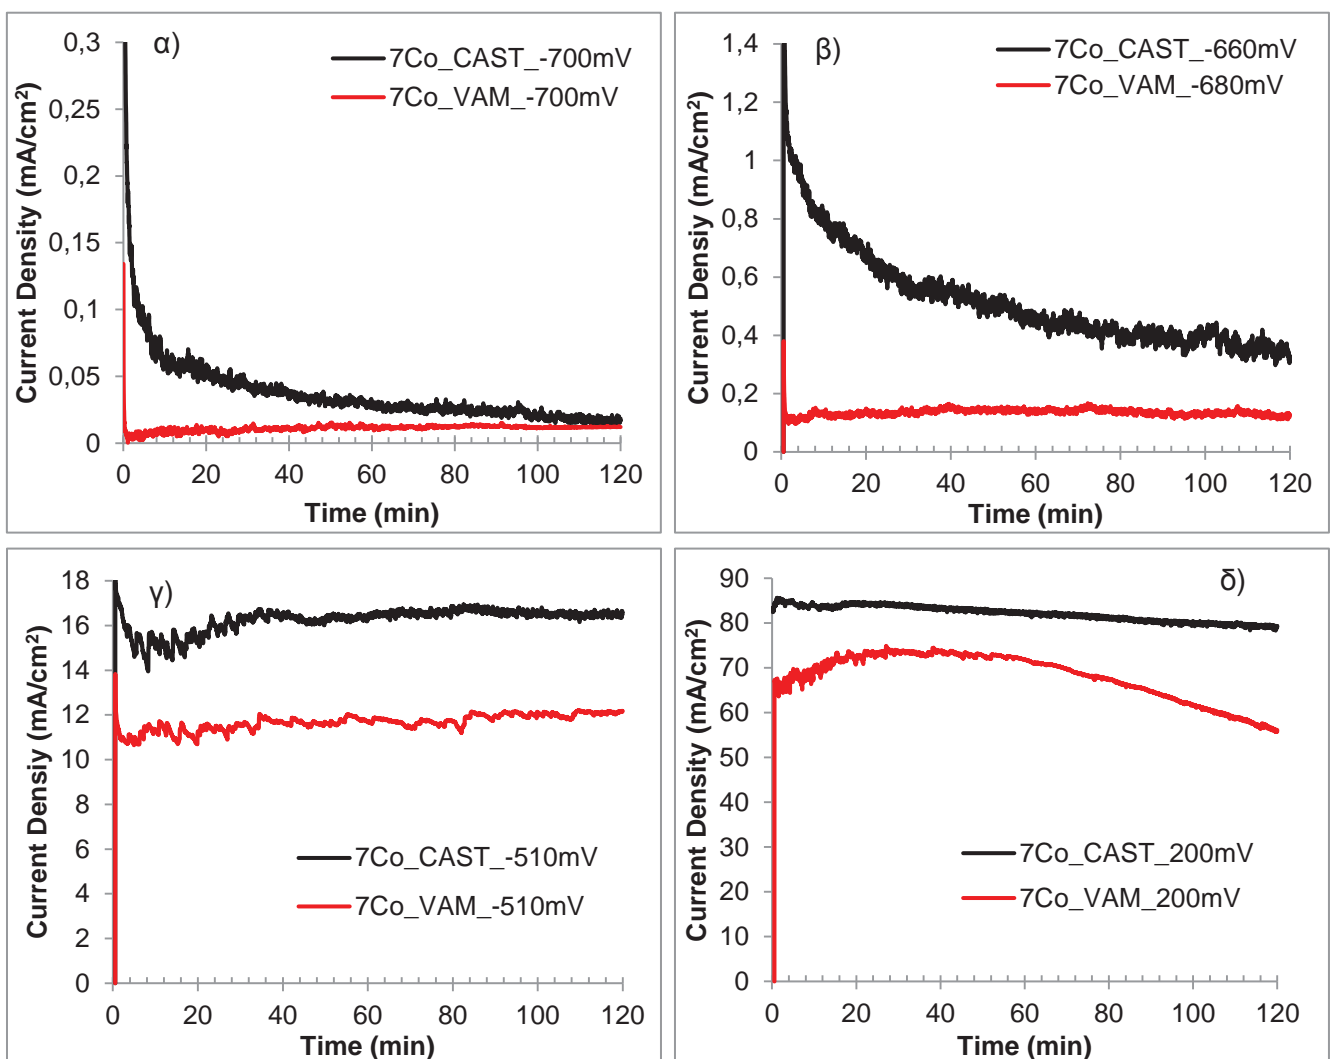 α)
7Co_CAST_-700mV
7Co_VAM_-700mV
Current Density (mA/cm²)
0,3
0,25
0,2
0,15
0,1
0,05
0
0 20 40 60 80 100 120
Time (min)
β)
7Co_CAST_-660mV
7Co_VAM_-680mV
Current Densiy (mA/cm²)
1,4
1,2
1
0,8
0,6
0,4
0,2
0
0 20 40 60 80 100 120
Time (min)
γ)
7Co_CAST_-510mV
7Co_VAM_-510mV
Current Densiy (mA/cm²)
18
16
14
12
10
8
6
4
2
0
0 20 40 60 80 100 120
Time (min)
δ)
7Co_CAST_200mV
7Co_VAM_200mV
Current Density (mA/cm²)
90
80
70
60
50
40
30
20
10
0
0 20 40 60 80 100 120
Time (min)